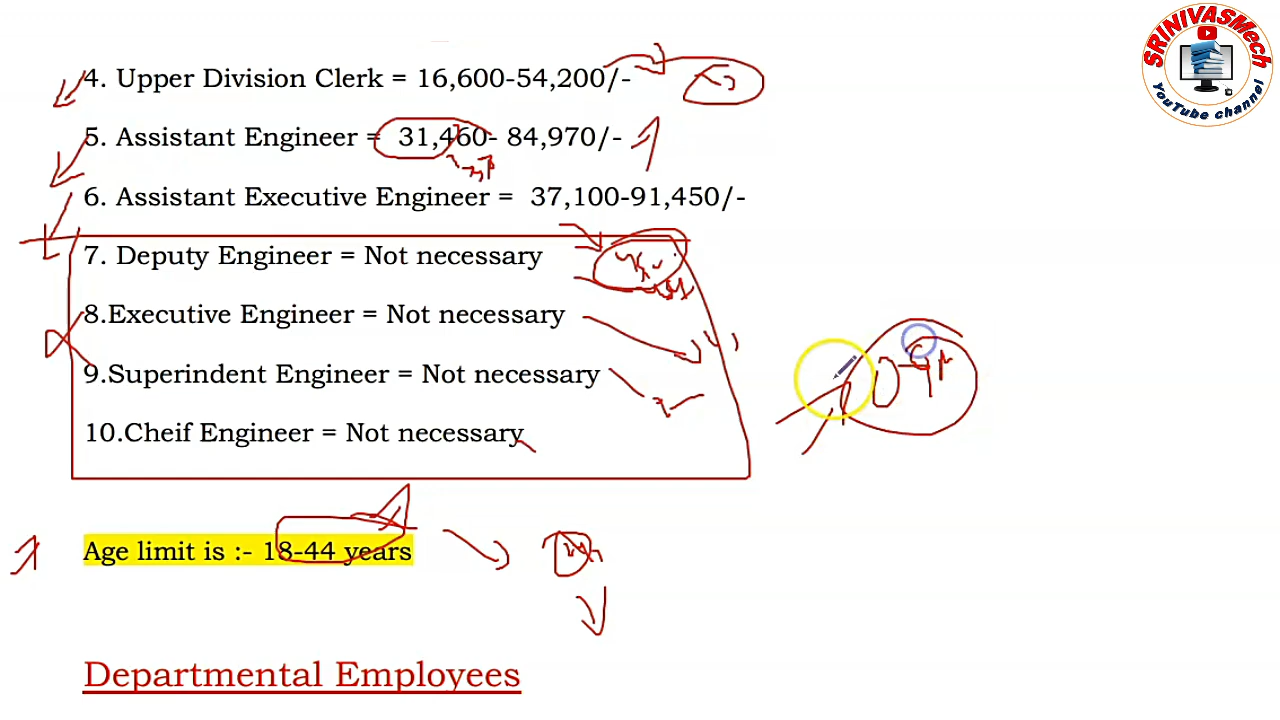 SRINIVASMech
YouTube channel
4. Upper Division Clerk = 16,600-54,200/-
5. Assistant Engineer = 31,460- 84,970/-
6. Assistant Executive Engineer = 37,100-91,450/-
7. Deputy Engineer = Not necessary
8.Executive Engineer = Not necessary
9.Superindent Engineer = Not necessary
10.Cheif Engineer = Not necessary
Age limit is :- 18-44 years
Departmental Employees